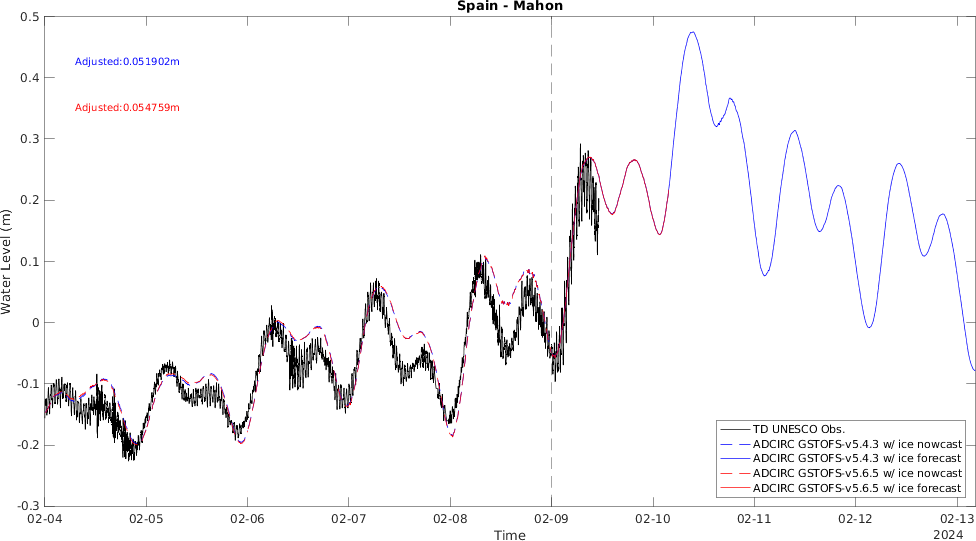 Spain - Mahon
Adjusted:0.051902m
Adjusted:0.054759m
Water Level (m)
0.5
0.4
0.3
0.2
0.1
0
-0.1
-0.2
-0.3
02-04 02-05 02-06 02-07 02-08 02-09 02-10 02-11 02-12 02-13
Time
2024
TD UNESCO Obs.
ADCIRC GSTOFS-v5.4.3 w/ ice nowcast
ADCIRC GSTOFS-v5.4.3 w/ ice forecast
ADCIRC GSTOFS-v5.6.5 w/ ice nowcast
ADCIRC GSTOFS-v5.6.5 w/ ice forecast